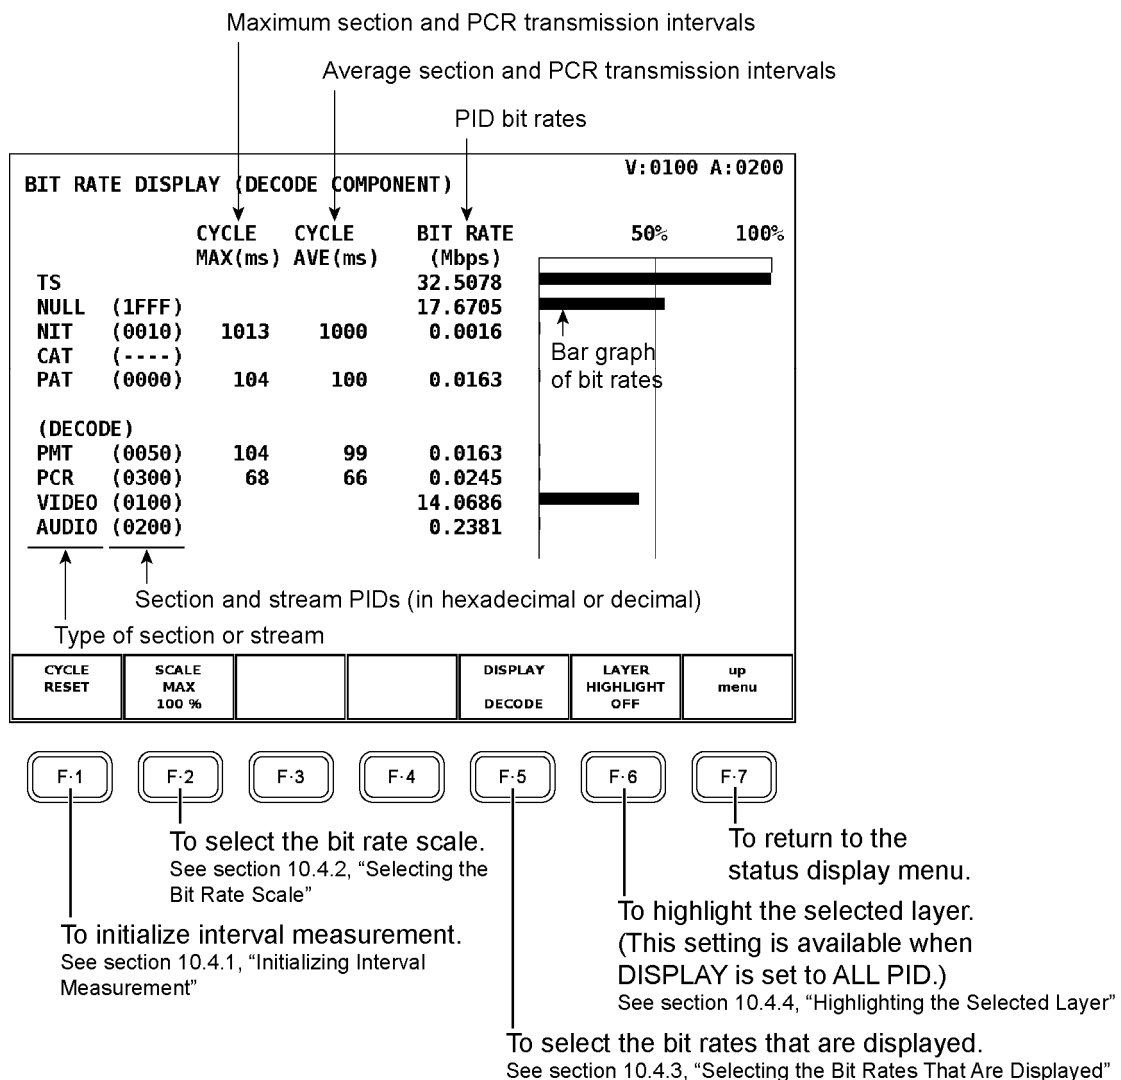 Maximum section and PCR transmission intervals
Average section and PCR transmission intervals
PID bit rates
V:0100 A:0200
BIT RATE DISPLAY (DECODE COMPONENT)
CYCLE CYCLE BIT RATE 50% 100%
MAX(ms) AVE(ms) (Mbps)
TS 32.5078
NULL (1FFF) 17.6705
NIT (0010) 1013 1000 0.0016
CAT (----)
PAT (0000) 104 100 0.0163
Bar graph
of bit rates
(DECODE)
PMT (0050) 104 99 0.0163
PCR (0300) 68 66 0.0245
VIDEO (0100) 14.0686
AUDIO (0200) 0.2381
Section and stream PIDs (in hexadecimal or decimal)
Type of section or stream
CYCLE
RESET
SCALE
MAX
100 %
DISPLAY
DECODE
LAYER
HIGHLIGHT
OFF
up
menu
F·1 F·2 F·3 F·4 F·5 F·6 F·7
To select the bit rate scale.
See section 10.4.2, “Selecting the
Bit Rate Scale”
To return to the
status display menu.
To initialize interval measurement.
See section 10.4.1, “Initializing Interval
Measurement”
To highlight the selected layer.
(This setting is available when
DISPLAY is set to ALL PID.)
See section 10.4.4, “Highlighting the Selected Layer”
To select the bit rates that are displayed.
See section 10.4.3, “Selecting the Bit Rates That Are Displayed”